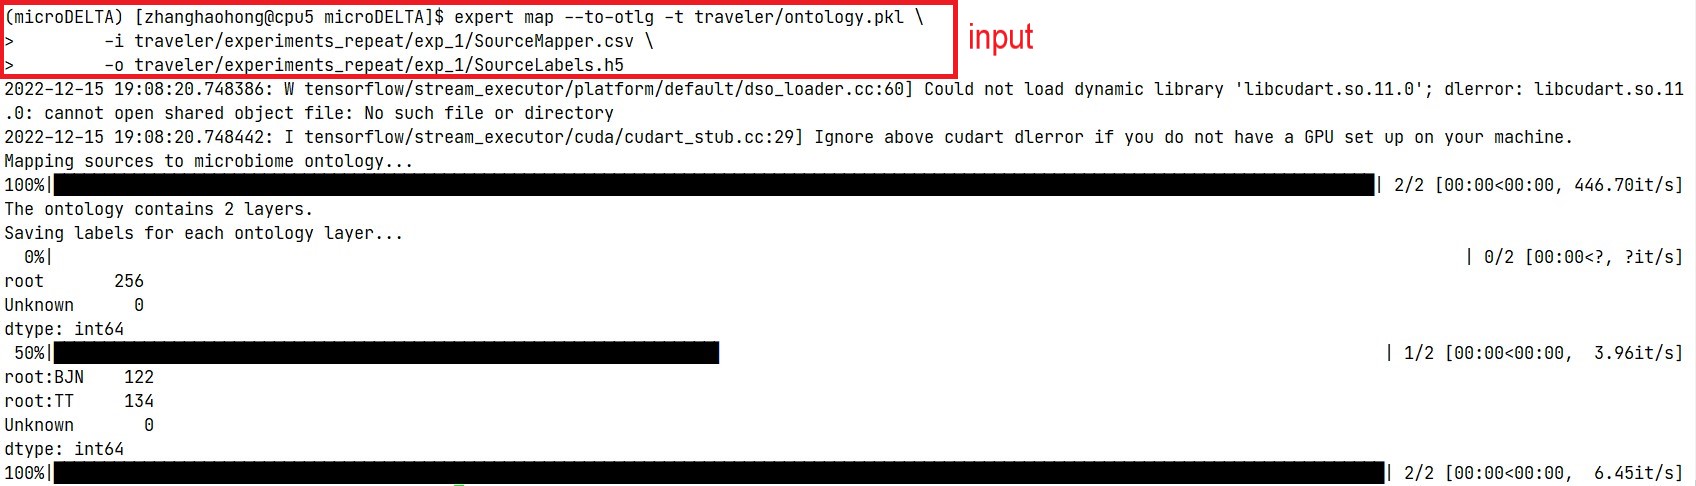 (microDELTA) [zhanghaohong@cpu5 microDELTA]$ expert map --to-otlg -t traveler/ontology.pkl \
>         -i traveler/experiments_repeat/exp_1/SourceMapper.csv \
>         -o traveler/experiments_repeat/exp_1/SourceLabels.h5
input
2022-12-15 19:08:20.748386: W tensorflow/stream_executor/platform/default/dso_loader.cc:60] Could not load dynamic library 'libcudart.so.11.0'; dlerror: libcudart.so.11
.0: cannot open shared object file: No such file or directory
2022-12-15 19:08:20.748442: I tensorflow/stream_executor/cuda/cudart_stub.cc:29] Ignore above cudart dlerror if you do not have a GPU set up on your machine.
Mapping sources to microbiome ontology...
100%| | 2/2 [00:00<00:00, 446.70it/s]
The ontology contains 2 layers.
Saving labels for each ontology layer...
0%| | 0/2 [00:00<?, ?it/s]
root       256
Unknown      0
dtype: int64
50%| | 1/2 [00:00<00:00,  3.96it/s]
root:BJN    122
root:TT     134
Unknown       0
dtype: int64
100%| | 2/2 [00:00<00:00,  6.45it/s]